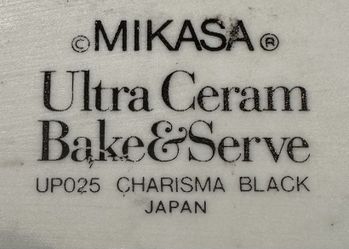 ©MIKASA®
Ultra Ceram
Bake&Serve
UP025 CHARISMA BLACK
JAPAN